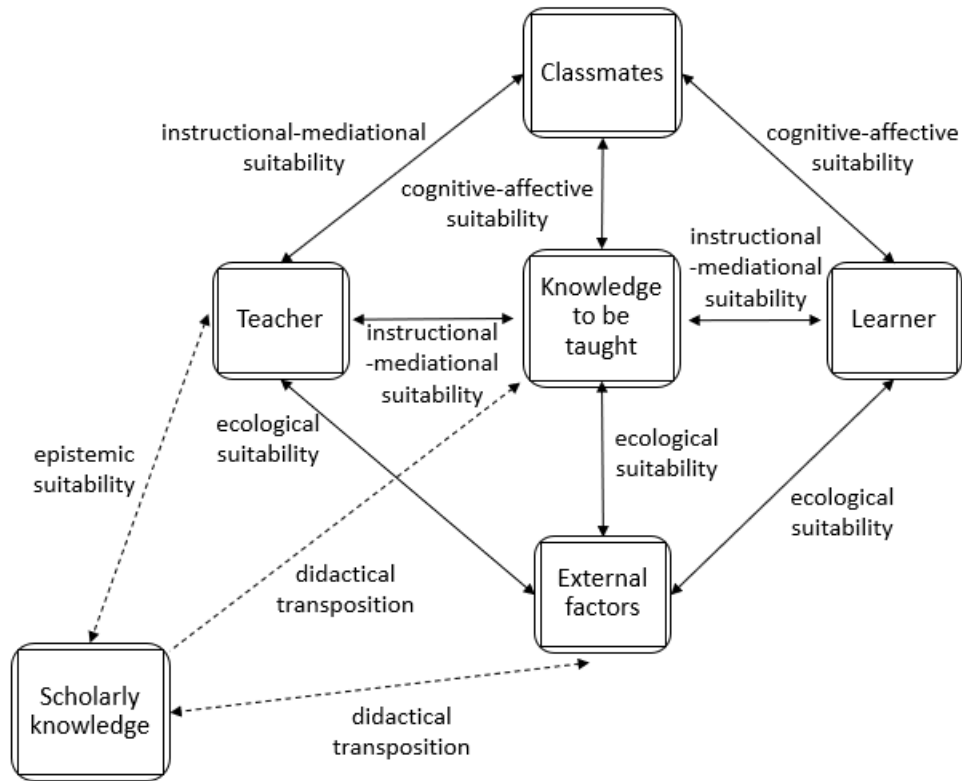 Classmates
instructional-mediational
suitability
cognitive-affective
suitability
cognitive-affective
suitability
instructional
-mediational
suitability
Teacher
Knowledge
to be
taught
Learner
instructional
-mediational
suitability
ecological
suitability
epistemic
suitability
ecological
suitability
ecological
suitability
didactical
transposition
External
factors
Scholarly
knowledge
didactical
transposition